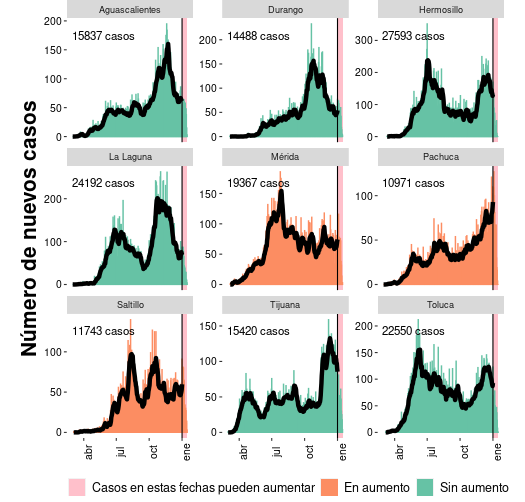 Número de nuevos casos
Aguascalientes
15837 casos
200
150
100
50
0
Durango
14488 casos
200
150
100
50
0
Hermosillo
27593 casos
300
200
100
0
La Laguna
24192 casos
200
100
0
Mérida
19367 casos
150
100
50
0
Pachuca
10971 casos
100
50
0
Saltillo
11743 casos
100
50
0
Tijuana
15420 casos
150
100
50
0
Toluca
22550 casos
200
150
100
50
0
abr jul oct ene
abr jul oct ene
abr jul oct ene
Casos en estas fechas pueden aumentar En aumento Sin aumento